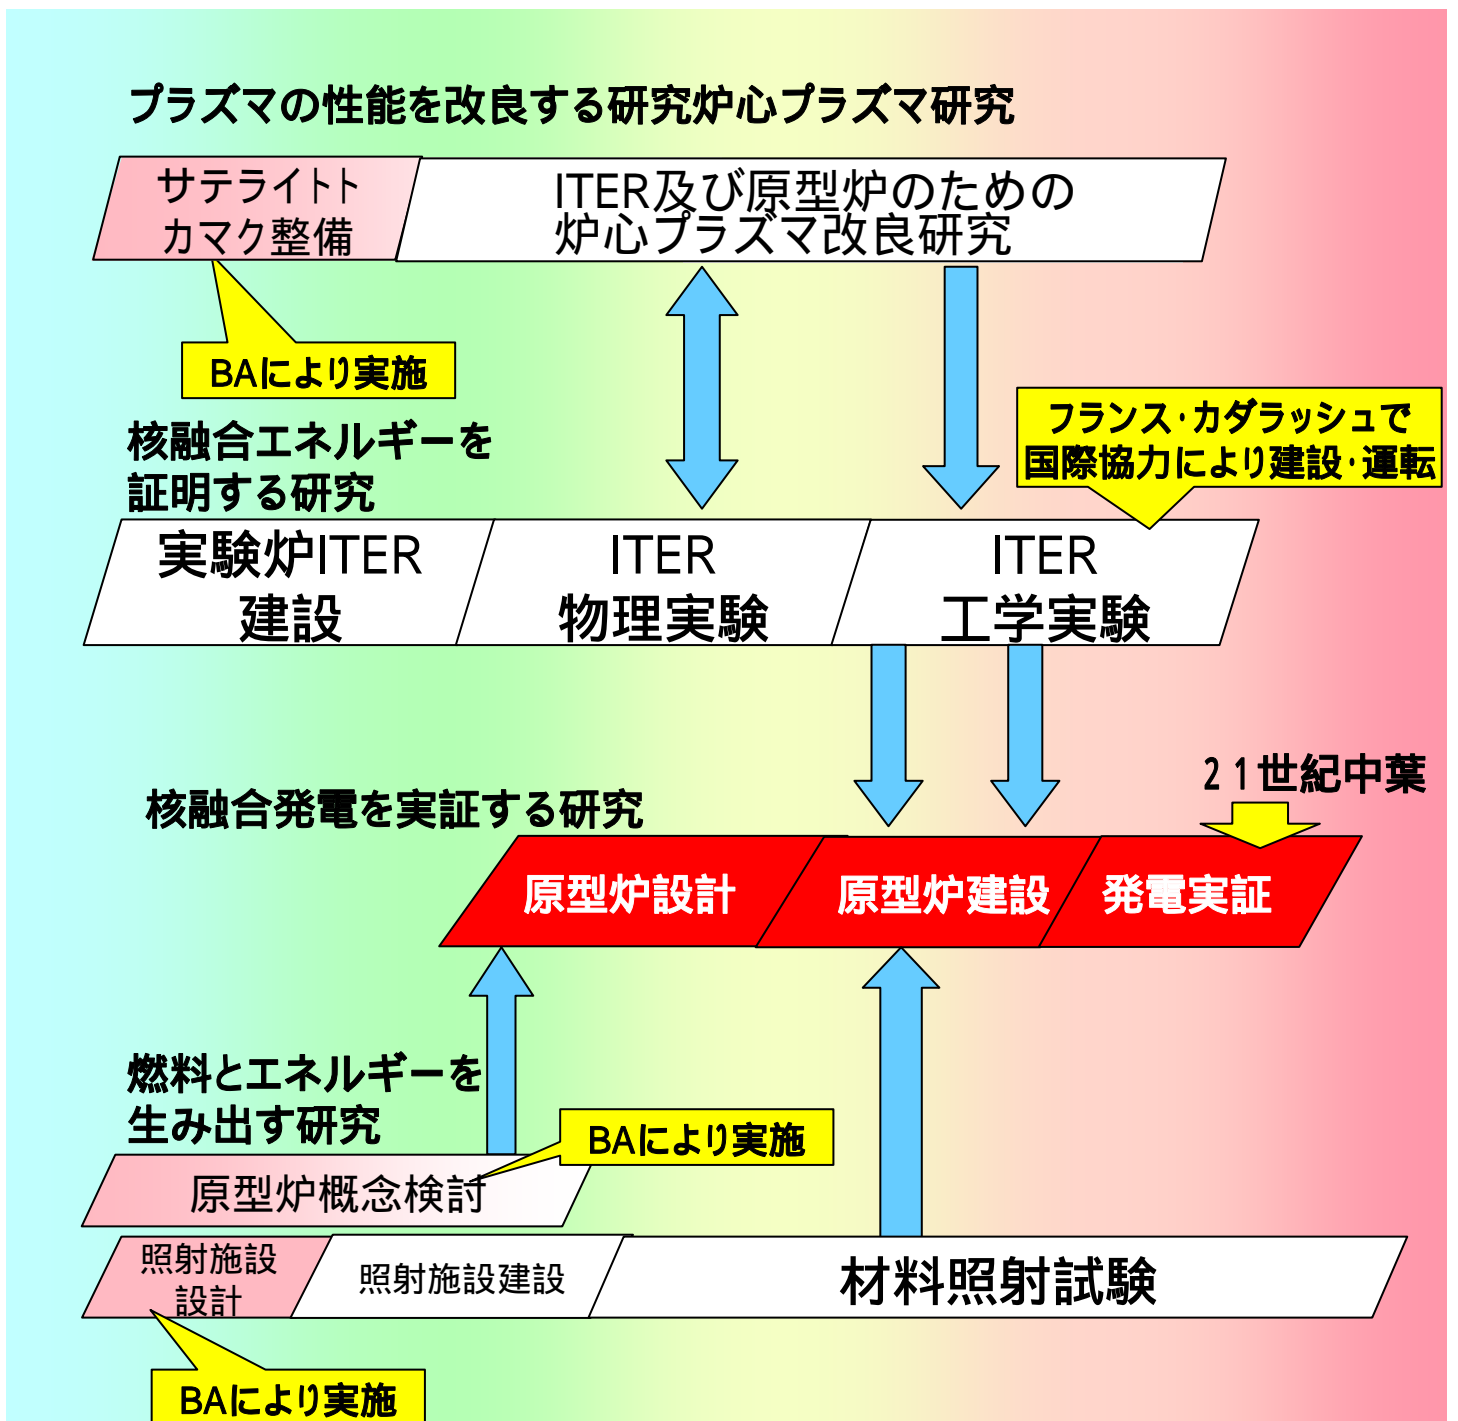 プラズマの性能を改良する研究炉心プラズマ研究
サテライトト
カマク整備
ITER及び原型炉のための
炉心プラズマ改良研究
BAにより実施
フランス・カダラッシュで
国際協力により建設・運転
核融合エネルギーを
証明する研究
実験炉ITER
建設
ITER
物理実験
ITER
工学実験
21世紀中葉
核融合発電を実証する研究
原型炉設計
原型炉建設
発電実証
燃料とエネルギーを
生み出す研究
BAにより実施
原型炉概念検討
照射施設
設計
照射施設建設
材料照射試験
BAにより実施